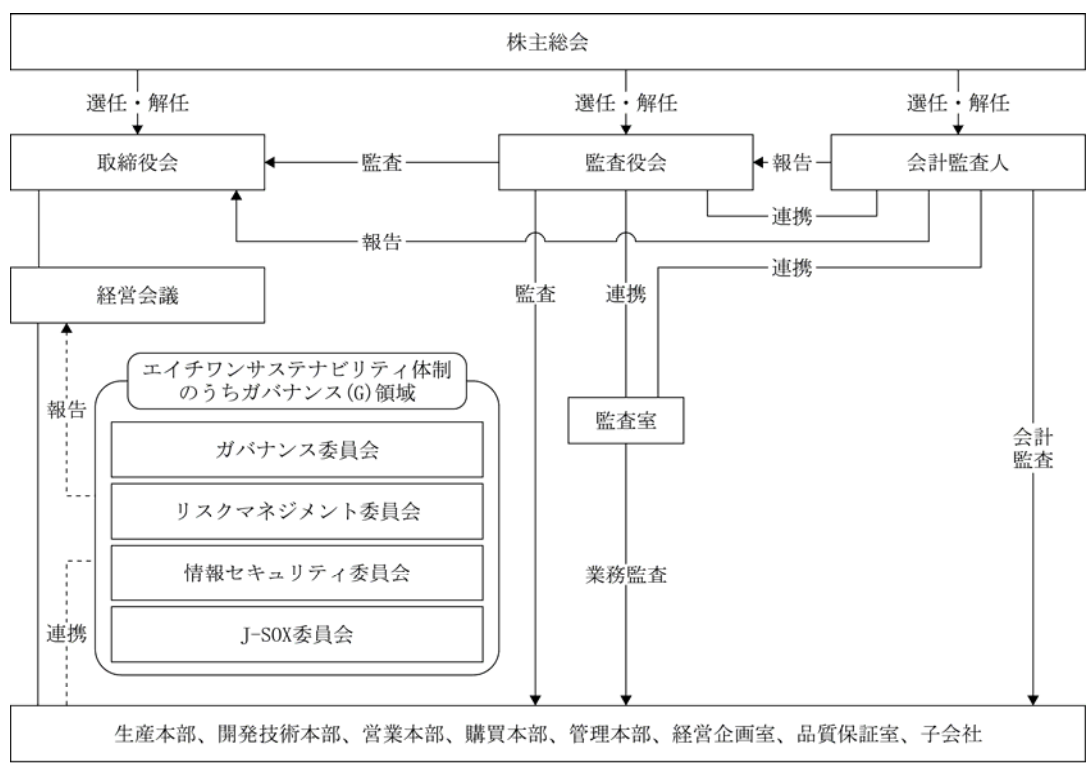 株主総会
選任・解任
選任・解任
選任・解任
取締役会
監査
監査役会
報告
会計監査人
連携
報告
連携
経営会議
監査
連携
エイチワンサステナビリティ体制
のうちガバナンス(G)領域
報告
監査室
ガバナンス委員会
会計
監査
リスクマネジメント委員会
情報セキュリティ委員会
業務監査
連携
J-SOX委員会
生産本部、開発技術本部、営業本部、購買本部、管理本部、経営企画室、品質保証室、子会社